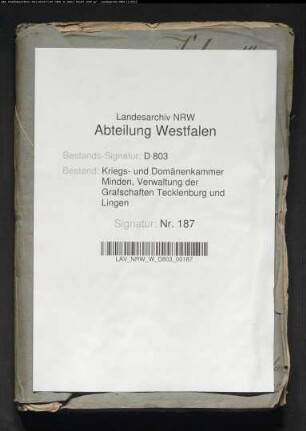 Landesarchiv NRW
Abteilung Westfalen
Bestands-Signatur: D 803
Bestand: Kriegs- und Domänenkammer
Minden, Verwaltung der
Grafschaften Tecklenburg und
Lingen
Signatur: Nr. 187
LAV_NRW_W_D803_00187